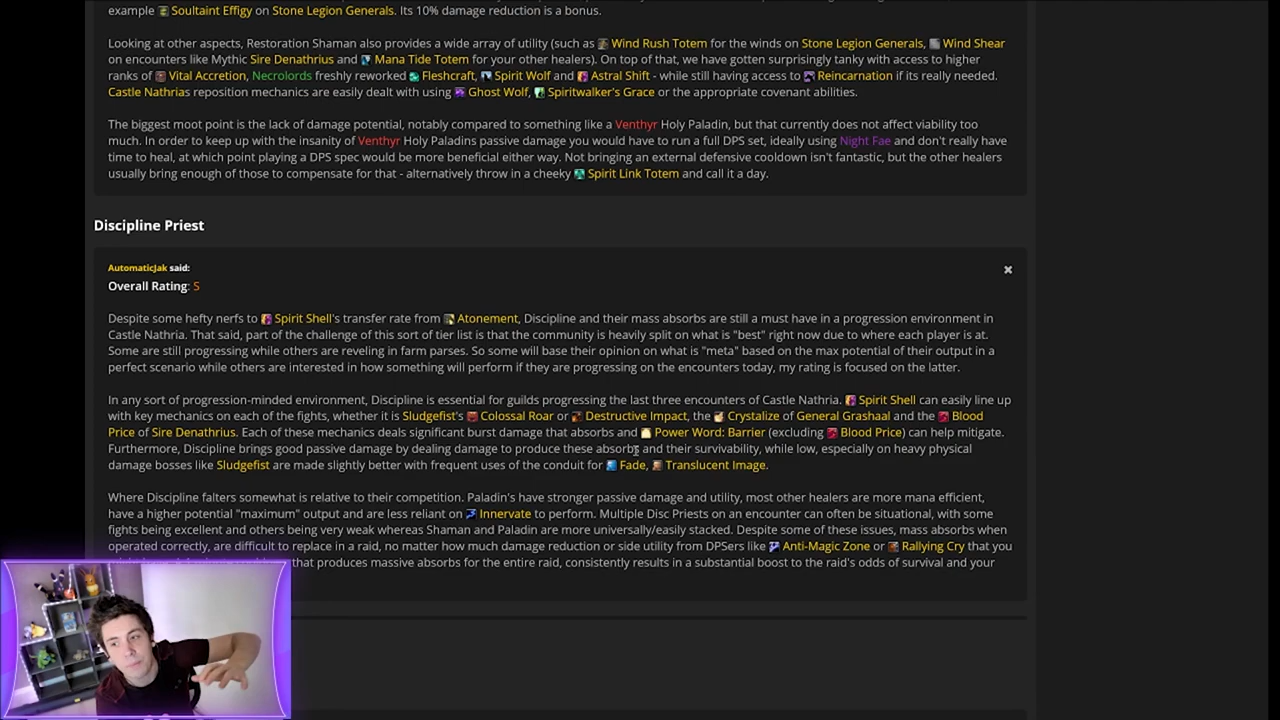 example Soultaint Effigy on Stone Legion Generals. Its 10% damage reduction is a bonus.
Looking at other aspects, Restoration Shaman also provides a wide array of utility (such as Wind Rush Totem for the winds on Stone Legion Generals, Wind Shear
on encounters like Mythic Sire Denathrius and Mana Tide Totem for your other healers). On top of that, we have gotten surprisingly tanky with access to higher
ranks of Vital Accretion, Necrolords freshly reworked Fleshcraft, Spirit Wolf and Astral Shift - while still having access to Reincarnation if its really needed.
Castle Nathrias reposition mechanics are easily dealt with using Ghost Wolf, Spiritwalker's Grace or the appropriate covenant abilities.
The biggest moot point is the lack of damage potential, notably compared to something like a Venthyr Holy Paladin, but that currently does not affect viability too
much. In order to keep up with the insanity of Venthyr Holy Paladins passive damage you would have to run a full DPS set, ideally using Night Fae and don't really have
time to heal, at which point playing a DPS spec would be more beneficial either way. Not bringing an external defensive cooldown isn't fantastic, but the other healers
usually bring enough of those to compensate for that - alternatively throw in a cheeky Spirit Link Totem and call it a day.
Discipline Priest
AutomaticJak said:
Overall Rating: S
Despite some hefty nerfs to Spirit Shell's transfer rate from Atonement, Discipline and their mass absorbs are still a must have in a progression environment in
Castle Nathria. That said, part of the challenge of this sort of tier list is that the community is heavily split on what is "best" right now due to where each player is at.
Some are still progressing while others are reveling in farm parses. So some will base their opinion on what is "meta" based on the max potential of their output in a
perfect scenario while others are interested in how something will perform if they are progressing on the encounters today, my rating is focused on the latter.
In any sort of progression-minded environment, Discipline is essential for guilds progressing the last three encounters of Castle Nathria. Spirit Shell can easily line up
with key mechanics on each of the fights, whether it is Sludgefist's Colossal Roar or Destructive Impact, the Crystalize of General Grashaal and the Blood
Price of Sire Denathrius. Each of these mechanics deals significant burst damage that absorbs and Power Word: Barrier (excluding Blood Price) can help mitigate.
Furthermore, Discipline brings good passive damage by dealing damage to produce these absorbs and their survivability, while low, especially on heavy physical
damage bosses like Sludgefist are made slightly better with frequent uses of the conduit for Fade, Translucent Image.
Where Discipline falters somewhat is relative to their competition. Paladin's have stronger passive damage and utility, most other healers are more mana efficient,
have a higher potential "maximum" output and are less reliant on Innervate to perform. Multiple Disc Priests on an encounter can often be situational, with some
fights being excellent and others being very weak whereas Shaman and Paladin are more universally/easily stacked. Despite some of these issues, mass absorbs when
operated correctly, are difficult to replace in a raid, no matter how much damage reduction or side utility from DPSers like Anti-Magic Zone or Rallying Cry that you
that produces massive absorbs for the entire raid, consistently results in a substantial boost to the raid's odds of survival and your